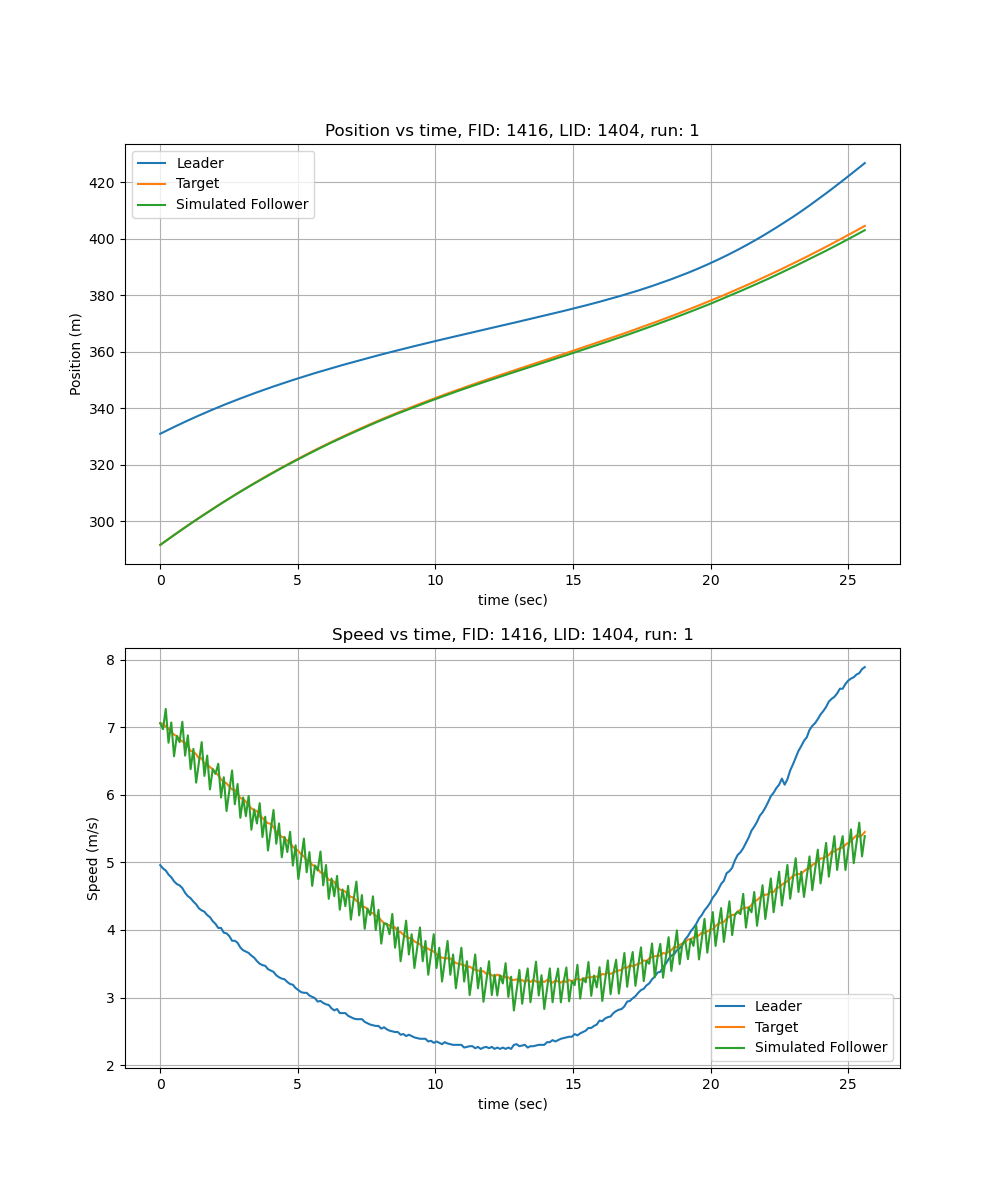 Position vs time, FID: 1416, LID: 1404, run: 1
Leader
Target
Simulated Follower
420
400
380
360
340
320
300
Position (m)
0 5 10 15 20 25
time (sec)
Speed vs time, FID: 1416, LID: 1404, run: 1
8
7
6
5
4
3
2
Speed (m/s)
Leader
Target
Simulated Follower
0 5 10 15 20 25
time (sec)